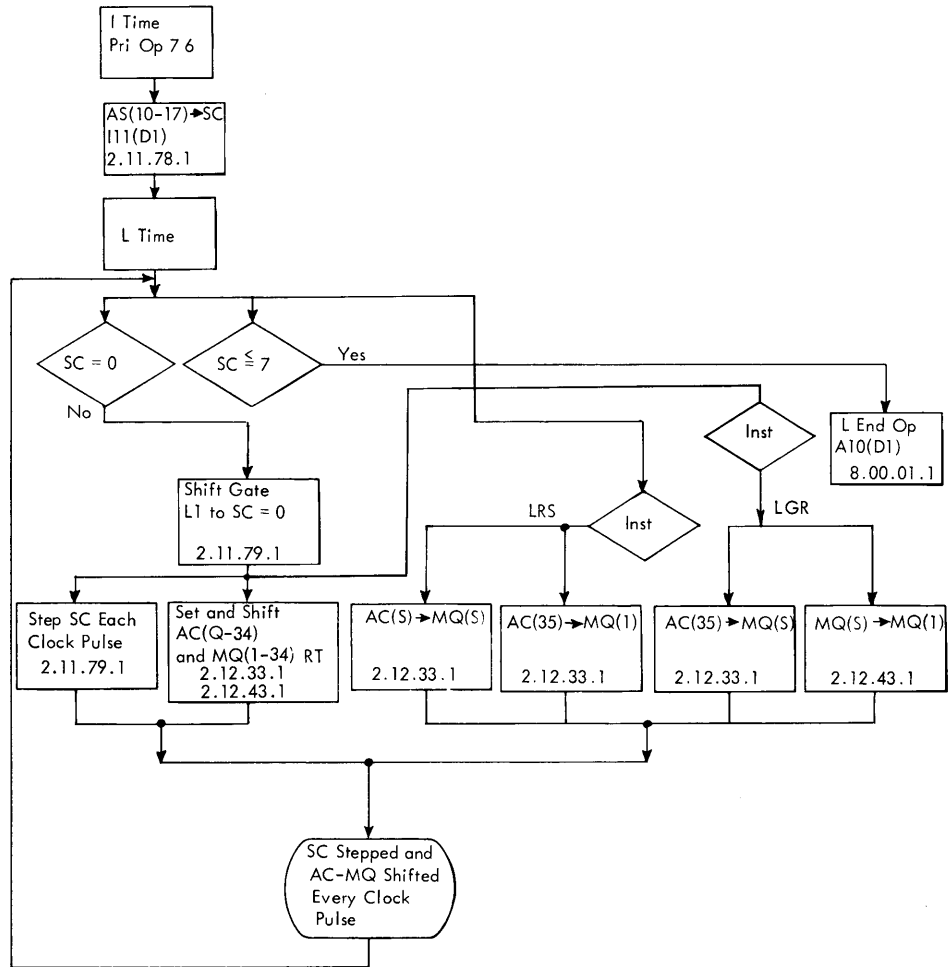 I Time
Pri Op 76
AS(10-17)→SC
I11(D1)
2.11.78.1
L Time
SC = 0
SC ≦ 7
Yes
No
Inst
L End Op
A10(D1)
8.00.01.1
Shift Gate
L1 to SC = 0
2.11.79.1
LRS
Inst
LGR
Step SC Each
Clock Pulse
2.11.79.1
Set and Shift
AC(Q-34)
and MQ(1-34) RT
2.12.33.1
2.12.43.1
AC(S)→MQ(S)
2.12.33.1
AC(35)→MQ(1)
2.12.33.1
AC(35)→MQ(S)
2.12.33.1
MQ(S)→MQ(1)
2.12.43.1
SC Stepped and
AC-MQ Shifted
Every Clock
Pulse